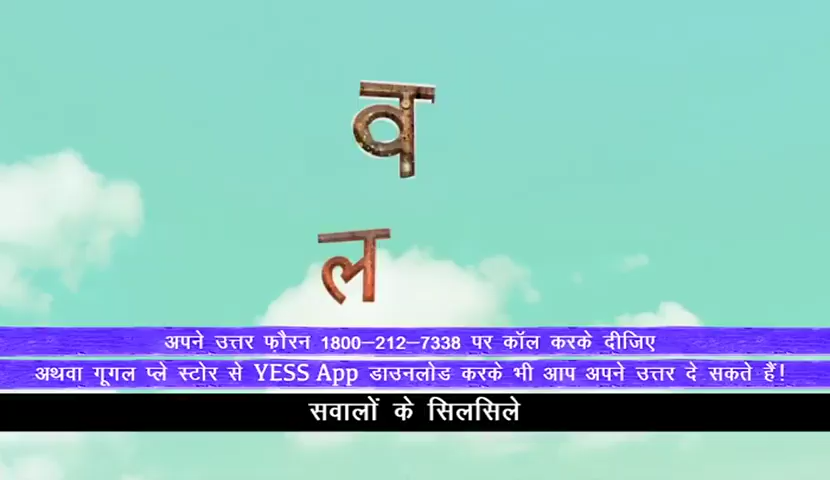 व
ल
अपने उत्तर फ़ौरन 1800-212-7338 पर कॉल करके दीजिए
अथवा गूगल प्ले स्टोर से YESS App डाउनलोड करके भी आप अपने उत्तर दे सकते हैं!
सवालों के सिलसिले